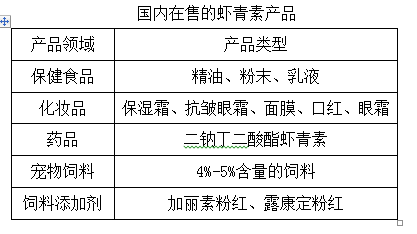 国内在售的虾青素产品
产品领域 产品类型
保健食品 精油、粉末、乳液
化妆品 保湿霜、抗皱眼霜、面膜、口红、眼霜
药品 二钠丁二酸酯虾青素
宠物饲料 4%-5%含量的饲料
饲料添加剂 加丽素粉红、露康定粉红